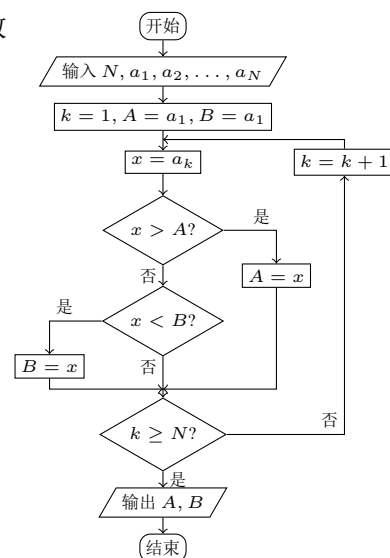 开始
输入 N, a₁, a₂, . . . , a_N
k = 1, A = a₁, B = a₁
x = a_k
k = k + 1
x > A?
是
否
A = x
x < B?
是
否
B = x
k ≥ N?
否
是
输出 A, B
结束